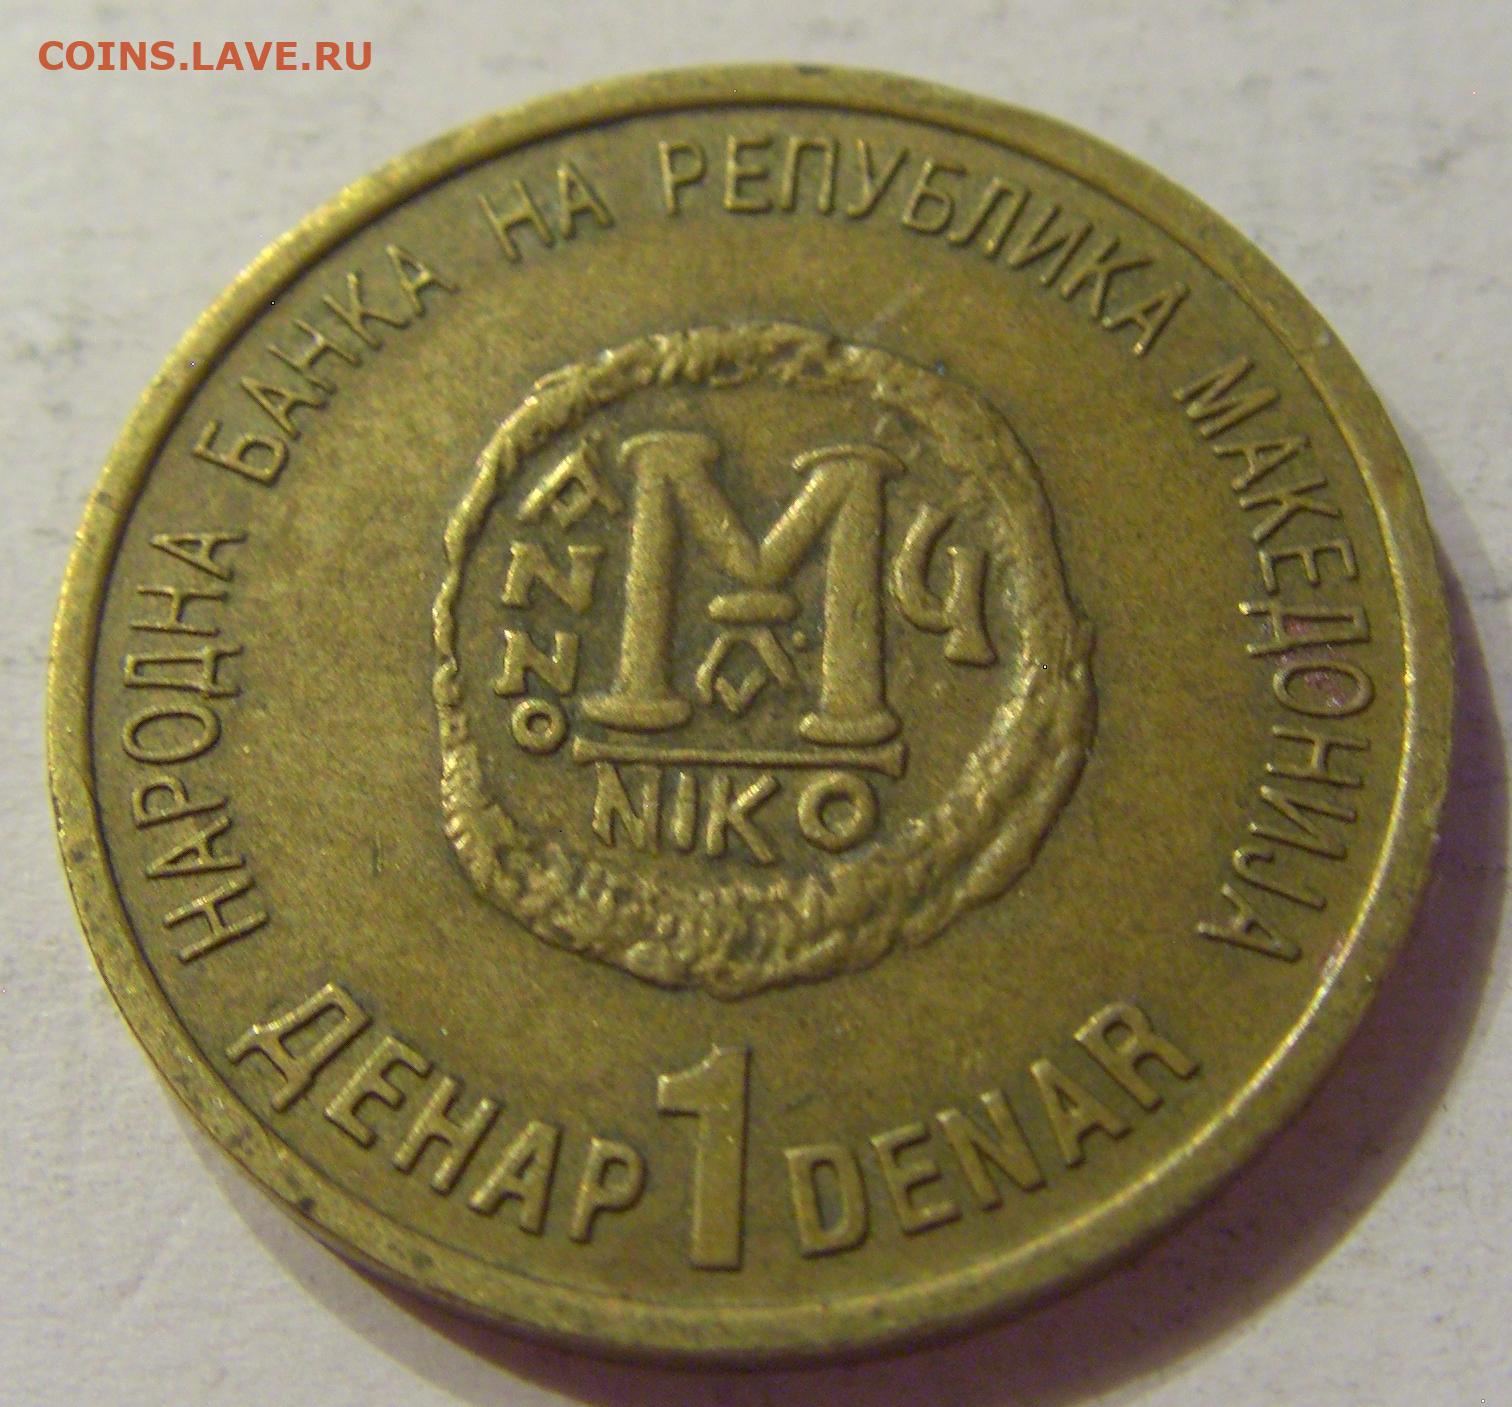 COINS.LAVE.RU
НАРОДНА БАНКА НА РЕПУБЛИКА МАКЕДОНИЈА
ANNO
M
NIKO
ДЕНАР 1 DENAR